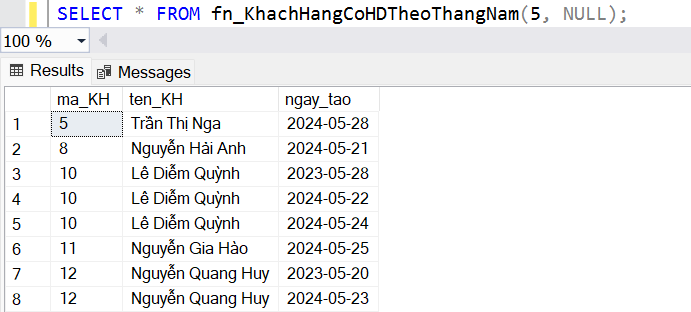 SELECT * FROM fn_KhachHangCoHDTheoThangNam(5, NULL);
100 %
Results Messages
ma_KH ten_KH ngay_tao
1 5 Trần Thị Nga 2024-05-28
2 8 Nguyễn Hải Anh 2024-05-21
3 10 Lê Diễm Quỳnh 2023-05-28
4 10 Lê Diễm Quỳnh 2024-05-22
5 10 Lê Diễm Quỳnh 2024-05-24
6 11 Nguyễn Gia Hào 2024-05-25
7 12 Nguyễn Quang Huy 2023-05-20
8 12 Nguyễn Quang Huy 2024-05-23